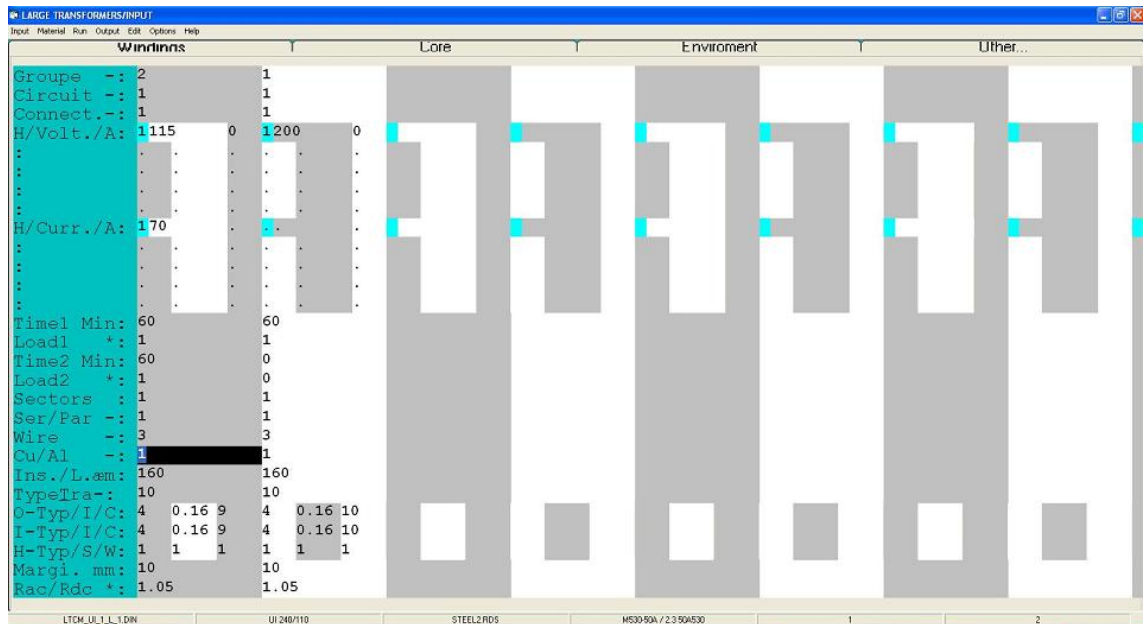 LARGE TRANSFORMERS/INPUT
Input Material Run Output Edit Options Help
Windings T Core T Enviroment T Other...
Groupe -: 2 1
Circuit -: 1 1
Connect.-: 1 1
H/Volt./A: 1 115 0 1 200 0
: . . . . . .
: . . . . . .
: . . . . . .
: . . . . . .
H/Curr./A: 1 70 . . . .
: . . . . . .
: . . . . . .
: . . . . . .
: . . . . . .
Time1 Min: 60 60
Load1 *: 1 1
Time2 Min: 60 0
Load2 *: 1 0
Sectors : 1 1
Ser/Par -: 1 1
Wire -: 3 3
Cu/Al -: 1 1
Ins./L.æm: 160 160
TypeTra-: 10 10
O-Typ/I/C: 4 0.16 9 4 0.16 10
I-Typ/I/C: 4 0.16 9 4 0.16 10
H-Typ/S/W: 1 1 1 1 1 1
Margi. mm: 10 10
Rac/Rdc *: 1.05 1.05
LTCM_UI_1_L_1.DIN UI 240/110 STEEL2.RDS M530-50A / 2.3 50A530 1 2